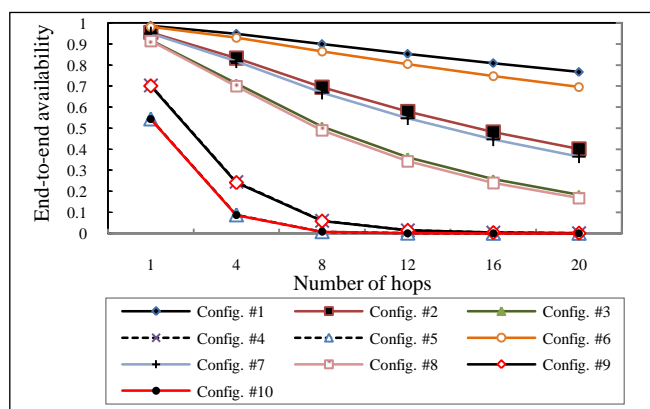 End-to-end availability
1
0.9
0.8
0.7
0.6
0.5
0.4
0.3
0.2
0.1
0
1 4 8 12 16 20
Number of hops
Config. #1 Config. #2 Config. #3
Config. #4 Config. #5 Config. #6
Config. #7 Config. #8 Config. #9
Config. #10